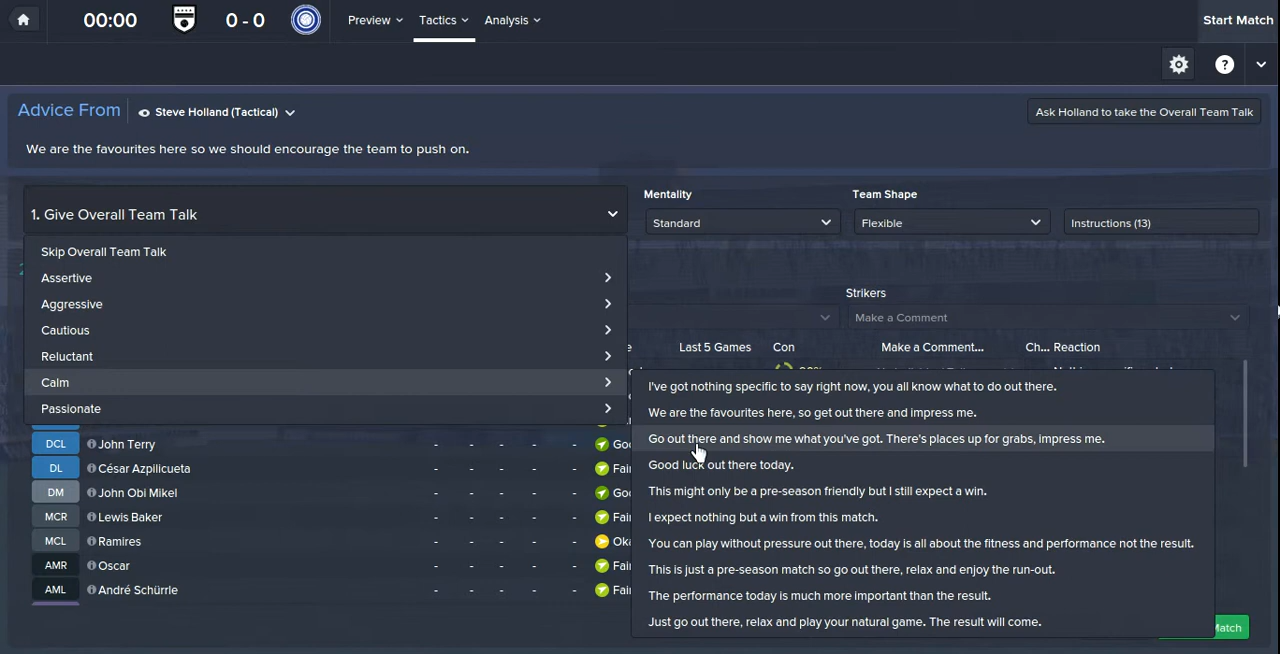 00:00 0 - 0 Preview Tactics Analysis Start Match
?
Advice From Steve Holland (Tactical) Ask Holland to take the Overall Team Talk
We are the favourites here so we should encourage the team to push on.
Mentality Team Shape
1. Give Overall Team Talk
Standard Flexible Instructions (13)
Skip Overall Team Talk
Assertive
Aggressive
Cautious
Reluctant
Calm
Passionate
Strikers
Make a Comment
Last 5 Games Con Make a Comment... Ch... Reaction
I've got nothing specific to say right now, you all know what to do out there.
We are the favourites here, so get out there and impress me.
Go out there and show me what you've got. There's places up for grabs, impress me.
Good luck out there today.
This might only be a pre-season friendly but I still expect a win.
I expect nothing but a win from this match.
You can play without pressure out there, today is all about the fitness and performance not the result.
This is just a pre-season match so go out there, relax and enjoy the run-out.
The performance today is much more important than the result.
Just go out there, relax and play your natural game. The result will come.
DCL John Terry - - - - - Goo
DL César Azpilicueta - - - - - Fair
DM John Obi Mikel - - - - - Goo
MCR Lewis Baker - - - - - Fair
MCL Ramires - - - - - Oka
AMR Oscar - - - - - Fair
AML André Schürrle - - - - - Fair
Match